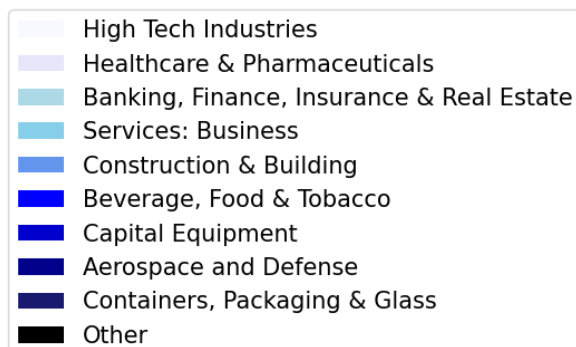 High Tech Industries
Healthcare & Pharmaceuticals
Banking, Finance, Insurance & Real Estate
Services: Business
Construction & Building
Beverage, Food & Tobacco
Capital Equipment
Aerospace and Defense
Containers, Packaging & Glass
Other